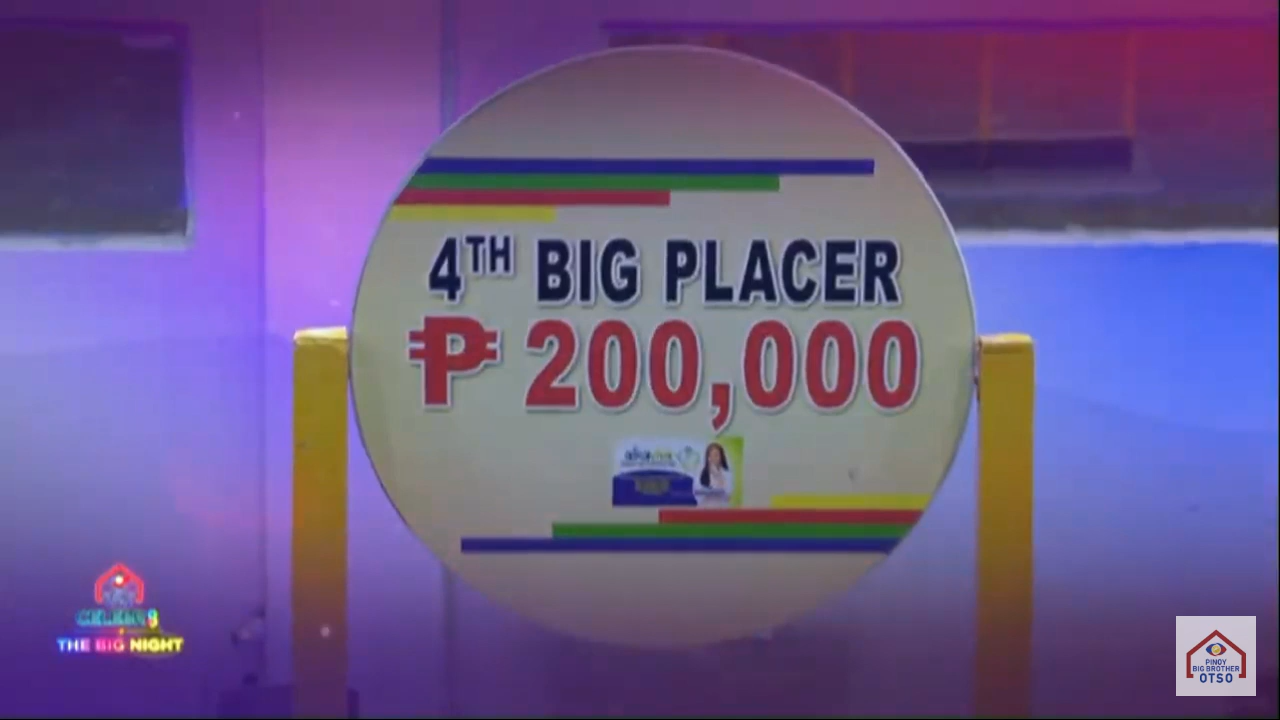 4TH BIG PLACER
₱ 200,000
THE BIG NIGHT
PINOY
BIG BROTHER
OTSO